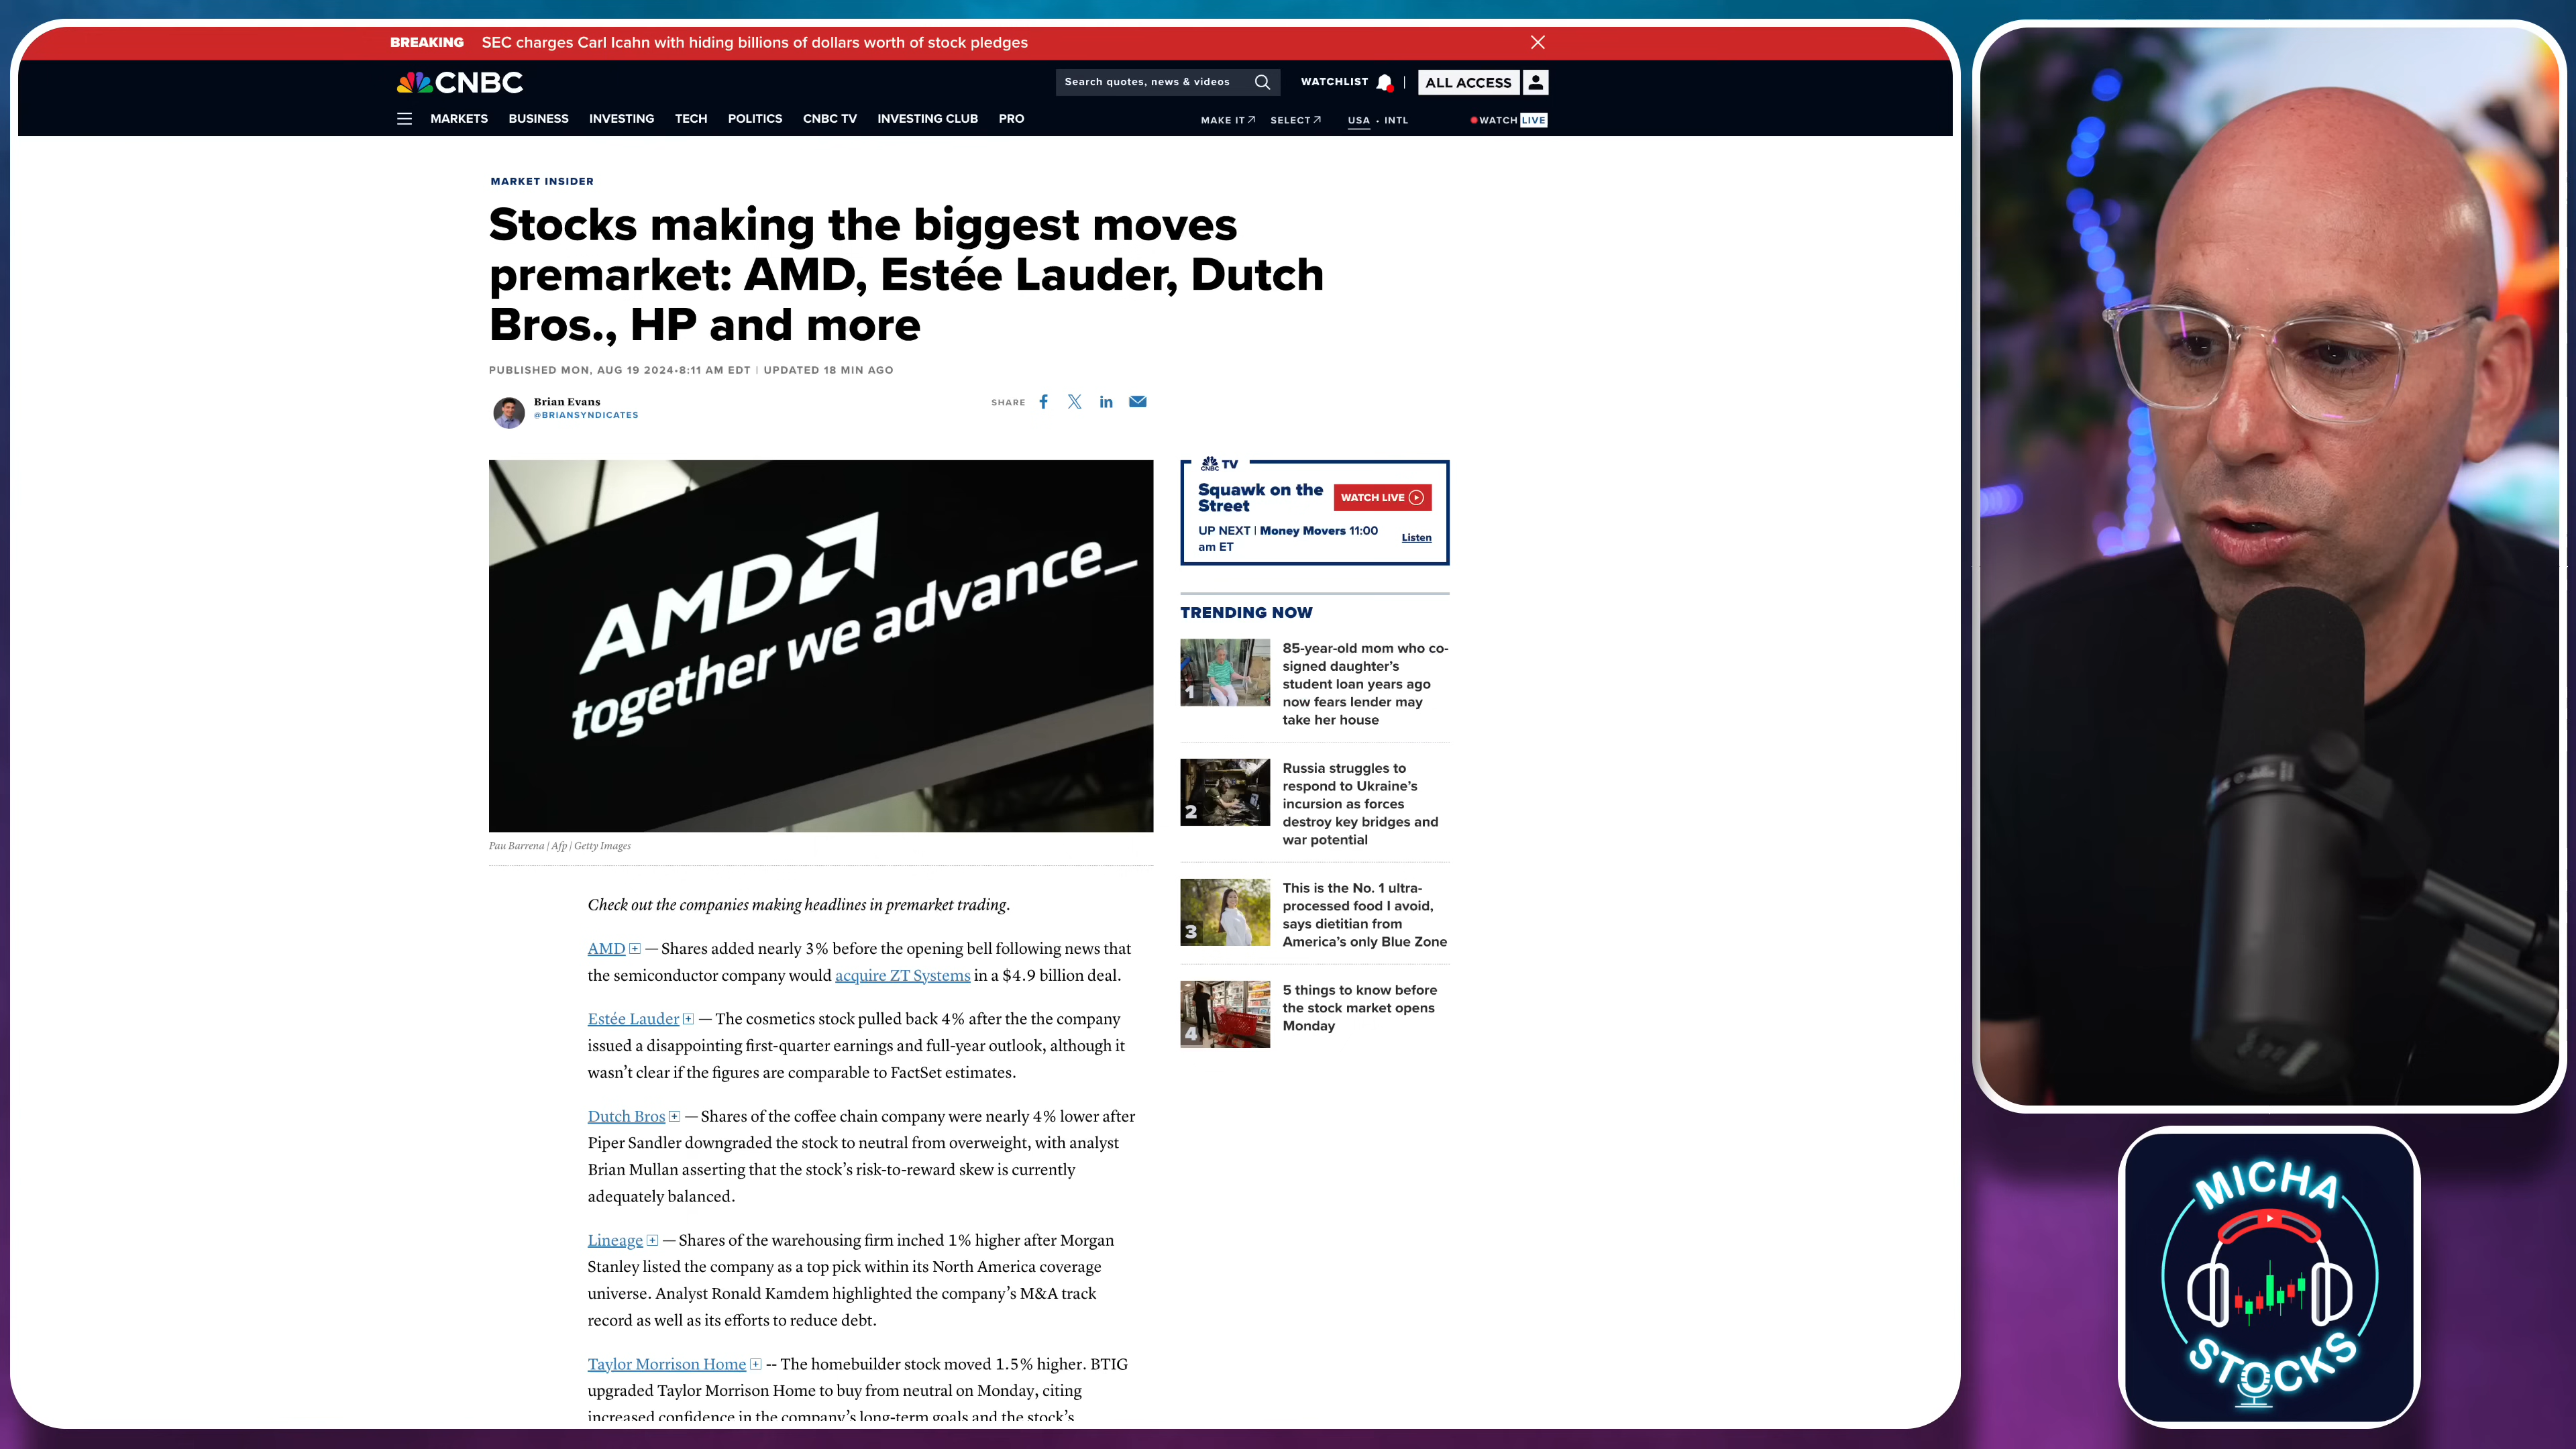 BREAKING SEC charges Carl Icahn with hiding billions of dollars worth of stock pledges
CNBC
Search quotes, news & videos
WATCHLIST
ALL ACCESS
MARKETS BUSINESS INVESTING TECH POLITICS CNBC TV INVESTING CLUB PRO
MAKE IT SELECT USA • INTL WATCH LIVE
MARKET INSIDER
Stocks making the biggest moves
premarket: AMD, Estée Lauder, Dutch
Bros., HP and more
PUBLISHED MON, AUG 19 2024•8:11 AM EDT | UPDATED 18 MIN AGO
Brian Evans
@BRIANSYNDICATES
SHARE
AMD
together we advance_
Pau Barrena | Afp | Getty Images
Check out the companies making headlines in premarket trading.
AMD — Shares added nearly 3% before the opening bell following news that
the semiconductor company would acquire ZT Systems in a $4.9 billion deal.
Estée Lauder — The cosmetics stock pulled back 4% after the the company
issued a disappointing first-quarter earnings and full-year outlook, although it
wasn’t clear if the figures are comparable to FactSet estimates.
Dutch Bros — Shares of the coffee chain company were nearly 4% lower after
Piper Sandler downgraded the stock to neutral from overweight, with analyst
Brian Mullan asserting that the stock’s risk-to-reward skew is currently
adequately balanced.
Lineage — Shares of the warehousing firm inched 1% higher after Morgan
Stanley listed the company as a top pick within its North America coverage
universe. Analyst Ronald Kamdem highlighted the company’s M&A track
record as well as its efforts to reduce debt.
Taylor Morrison Home -- The homebuilder stock moved 1.5% higher. BTIG
upgraded Taylor Morrison Home to buy from neutral on Monday, citing
increased confidence in the company’s long-term goals and the stock’s
CNBC TV
Squawk on the
Street
WATCH LIVE
UP NEXT | Money Movers 11:00
am ET
Listen
TRENDING NOW
1
85-year-old mom who co-
signed daughter’s
student loan years ago
now fears lender may
take her house
2
Russia struggles to
respond to Ukraine’s
incursion as forces
destroy key bridges and
war potential
3
This is the No. 1 ultra-
processed food I avoid,
says dietitian from
America’s only Blue Zone
4
5 things to know before
the stock market opens
Monday
MICHA
STOCKS